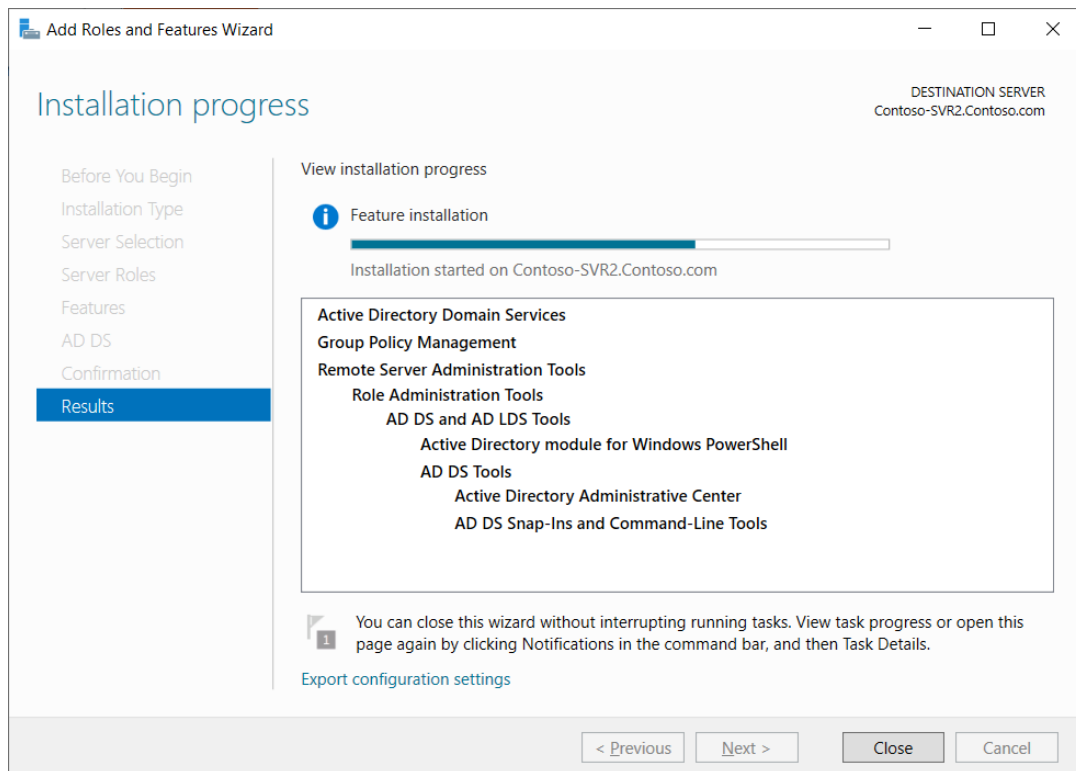 Add Roles and Features Wizard
Installation progress
DESTINATION SERVER
Contoso-SVR2.Contoso.com
Before You Begin
Installation Type
Server Selection
Server Roles
Features
AD DS
Confirmation
Results
View installation progress
Feature installation
Installation started on Contoso-SVR2.Contoso.com
Active Directory Domain Services
Group Policy Management
Remote Server Administration Tools
Role Administration Tools
AD DS and AD LDS Tools
Active Directory module for Windows PowerShell
AD DS Tools
Active Directory Administrative Center
AD DS Snap-Ins and Command-Line Tools
1
You can close this wizard without interrupting running tasks. View task progress or open this
page again by clicking Notifications in the command bar, and then Task Details.
Export configuration settings
< Previous
Next >
Close
Cancel